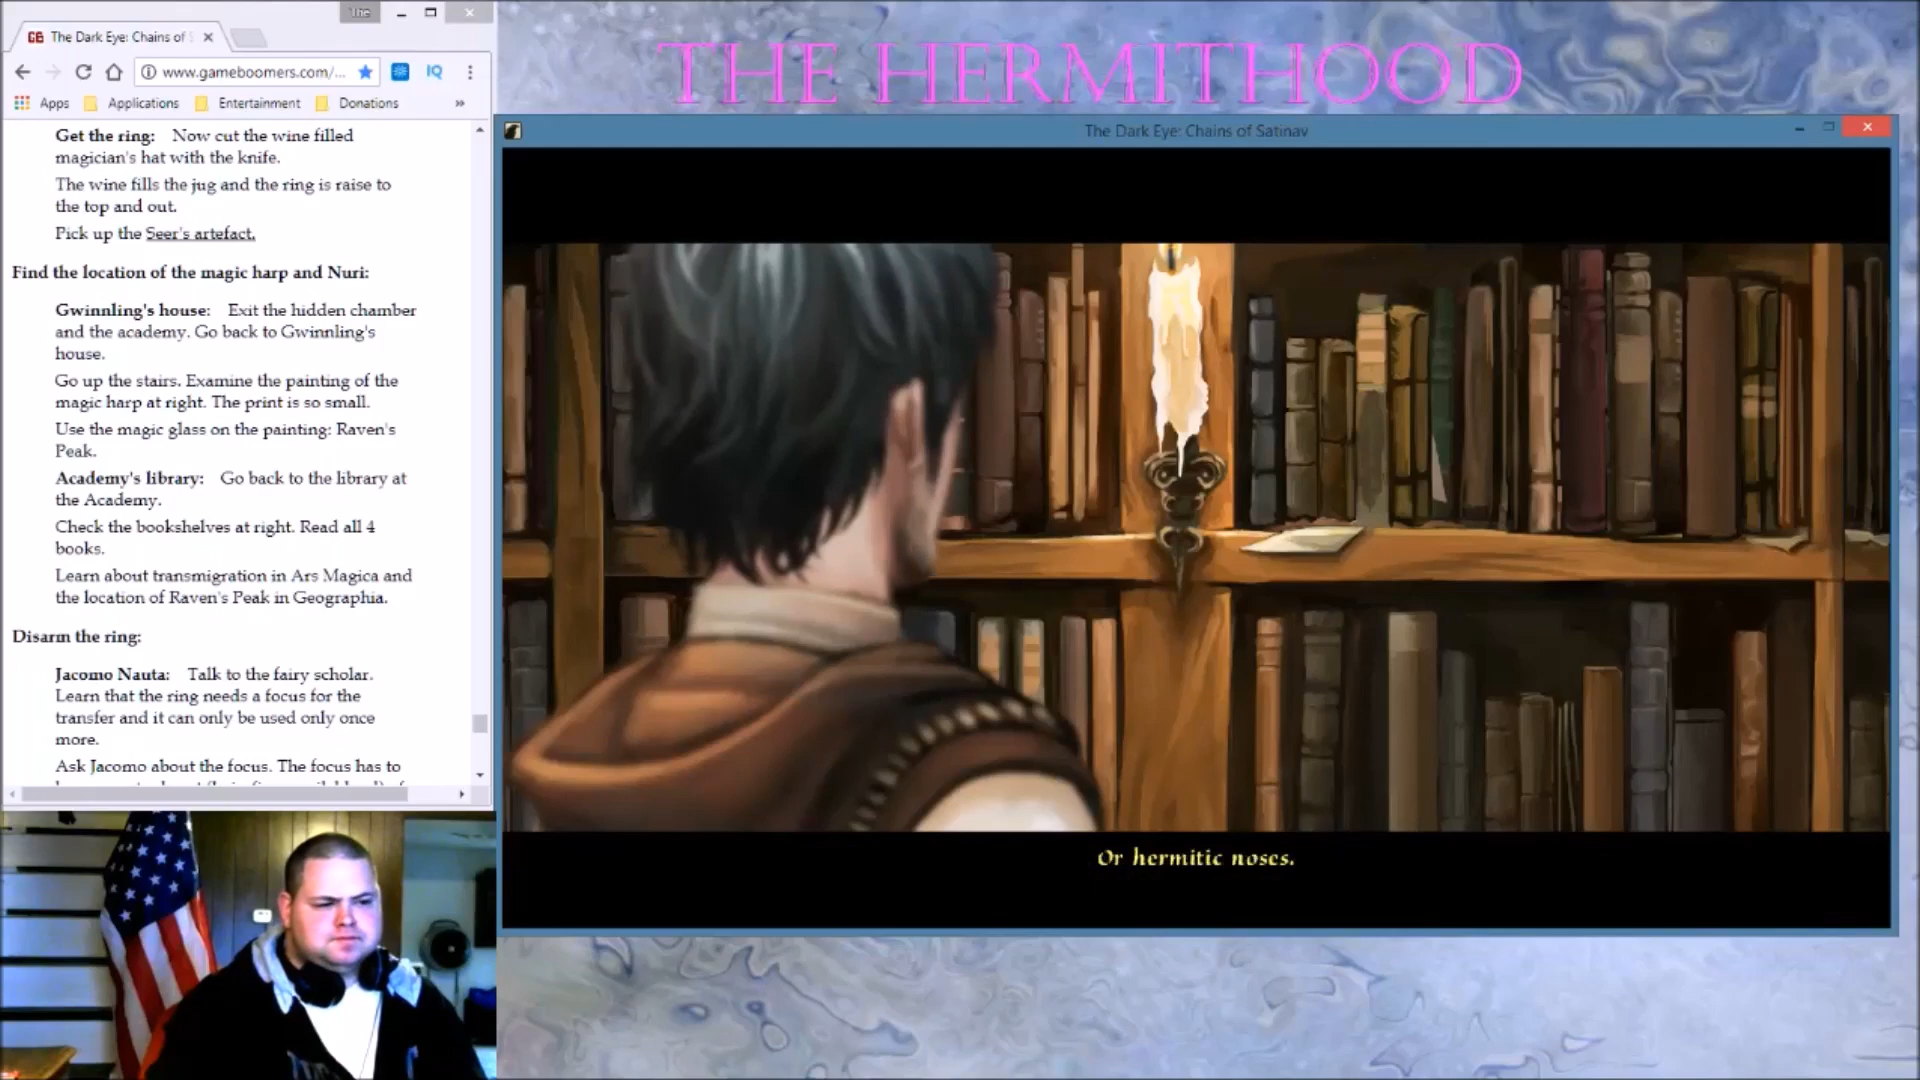 The
The Dark Eye: Chains of S
www.gameboomers.com/...
IQ
Apps
Applications
Entertainment
Donations
»
Get the ring: Now cut the wine filled
magician's hat with the knife.
The wine fills the jug and the ring is raise to
the top and out.
Pick up the Seer's artefact.
Find the location of the magic harp and Nuri:
Gwinnling's house: Exit the hidden chamber
and the academy. Go back to Gwinnling's
house.
Go up the stairs. Examine the painting of the
magic harp at right. The print is so small.
Use the magic glass on the painting: Raven's
Peak.
Academy's library: Go back to the library at
the Academy.
Check the bookshelves at right. Read all 4
books.
Learn about transmigration in Ars Magica and
the location of Raven's Peak in Geographia.
Disarm the ring:
Jacomo Nauta: Talk to the fairy scholar.
Learn that the ring needs a focus for the
transfer and it can only be used only once
more.
Ask Jacomo about the focus. The focus has to
THE HERMITHOOD
The Dark Eye: Chains of Satinav
Or hermitic noses.